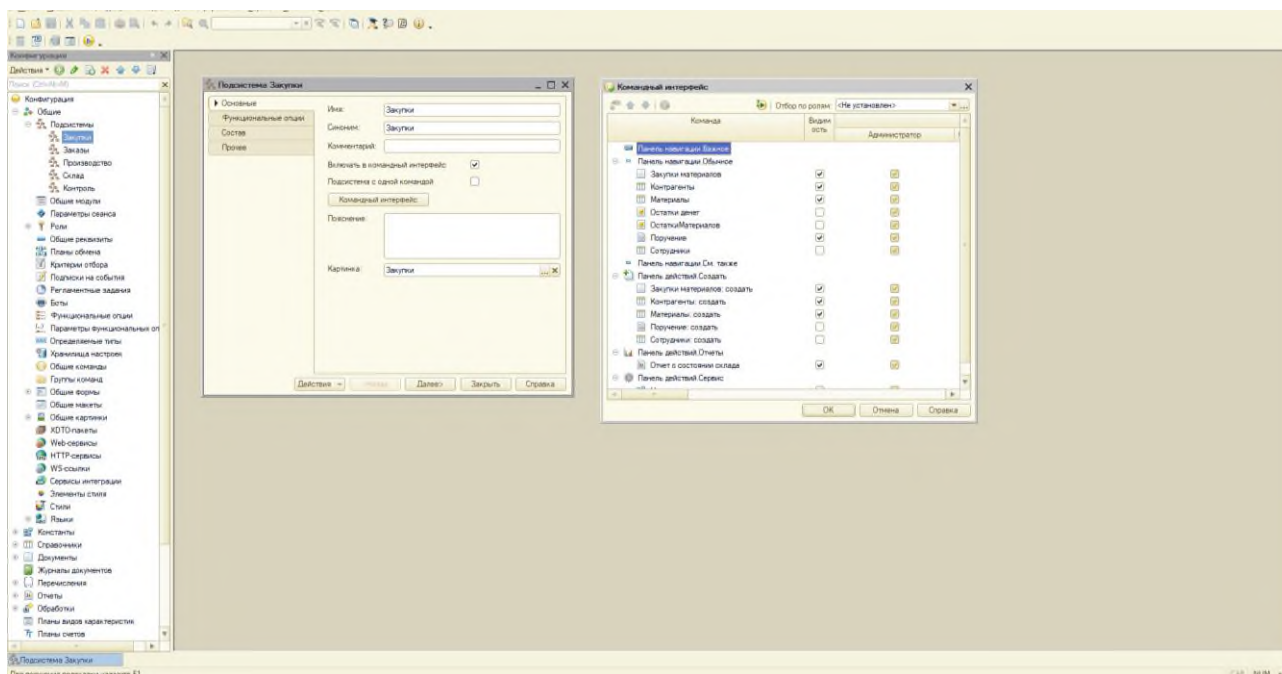 Конфигурация
Действия
Поиск (Ctrl+Alt+M)
Конфигурация
Общие
Подсистемы
Закупки
Заказы
Производство
Склад
Контроль
Общие модули
Параметры сеанса
Роли
Общие реквизиты
Планы обмена
Критерии отбора
Подписки на события
Регламентные задания
Боты
Функциональные опции
Параметры функциональных оп
Определяемые типы
Хранилища настроек
Общие команды
Группы команд
Общие формы
Общие макеты
Общие картинки
XDTO-пакеты
Web-сервисы
HTTP-сервисы
WS-ссылки
Сервисы интеграции
Элементы стиля
Стили
Языки
Константы
Справочники
Документы
Журналы документов
Перечисления
Отчеты
Обработки
Планы видов характеристик
Планы счетов
Подсистема Закупки
Основные
Функциональные опции
Состав
Прочее
Имя: Закупки
Синоним: Закупки
Комментарий:
Включать в командный интерфейс
Подсистема с одной командой
Командный интерфейс
Пояснение:
Картинка: Закупки
Действия Далее> Закрыть Справка
Командный интерфейс
Отбор по ролям: <Не установлен>
Команда Видимость Администратор
Панель навигации.Важное
Панель навигации.Обычное
Закупки материалов
Контрагенты
Материалы
Остатки денег
ОстаткиМатериалов
Поручение
Сотрудники
Панель навигации.См. также
Панель действий.Создать
Закупки материалов: создать
Контрагенты: создать
Материалы: создать
Поручение: создать
Сотрудники: создать
Панель действий.Отчеты
Отчет о состоянии склада
Панель действий.Сервис
OK Отмена Справка
Подсистема Закупки
CAP NUM